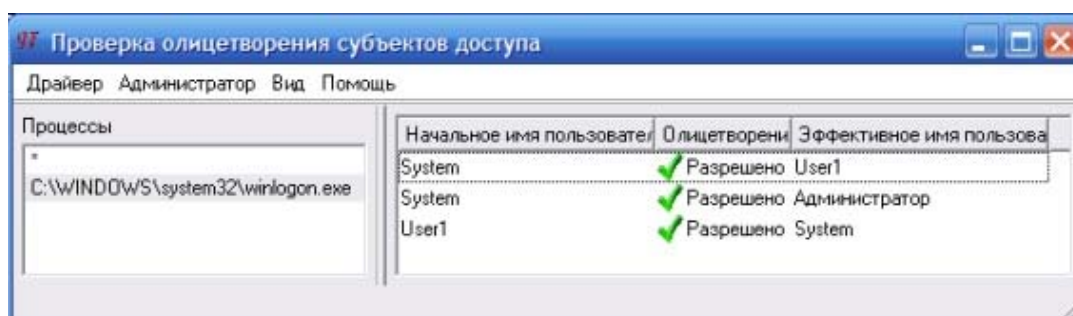 Проверка олицетворения субъектов доступа
Драйвер Администратор Вид Помощь
Процессы
*
C:\WINDOWS\system32\winlogon.exe
Начальное имя пользовател Олицетворени Эффективное имя пользова
System Разрешено User1
System Разрешено Администратор
User1 Разрешено System